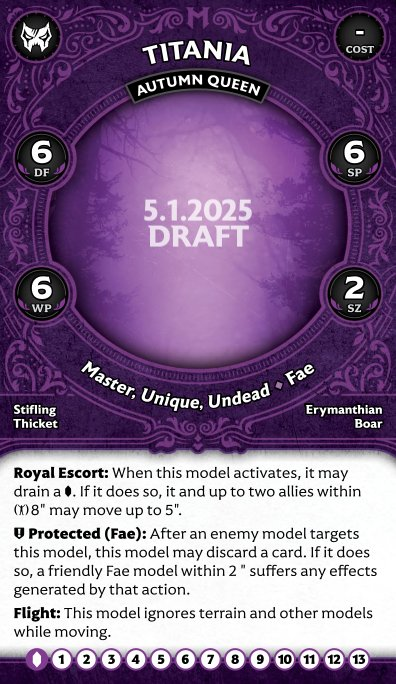 M
-
COST
TITANIA
AUTUMN QUEEN
6
DF
6
SP
5.1.2025
DRAFT
6
WP
2
SZ
Master, Unique, Undead ♦ Fae
Stifling
Thicket
Erymanthian
Boar
Royal Escort: When this model activates, it may
drain a ⬮. If it does so, it and up to two allies within
8" may move up to 5".
Protected (Fae): After an enemy model targets
this model, this model may discard a card. If it does
so, a friendly Fae model within 2 " suffers any effects
generated by that action.
Flight: This model ignores terrain and other models
while moving.
1 2 3 4 5 6 7 8 9 10 11 12 13